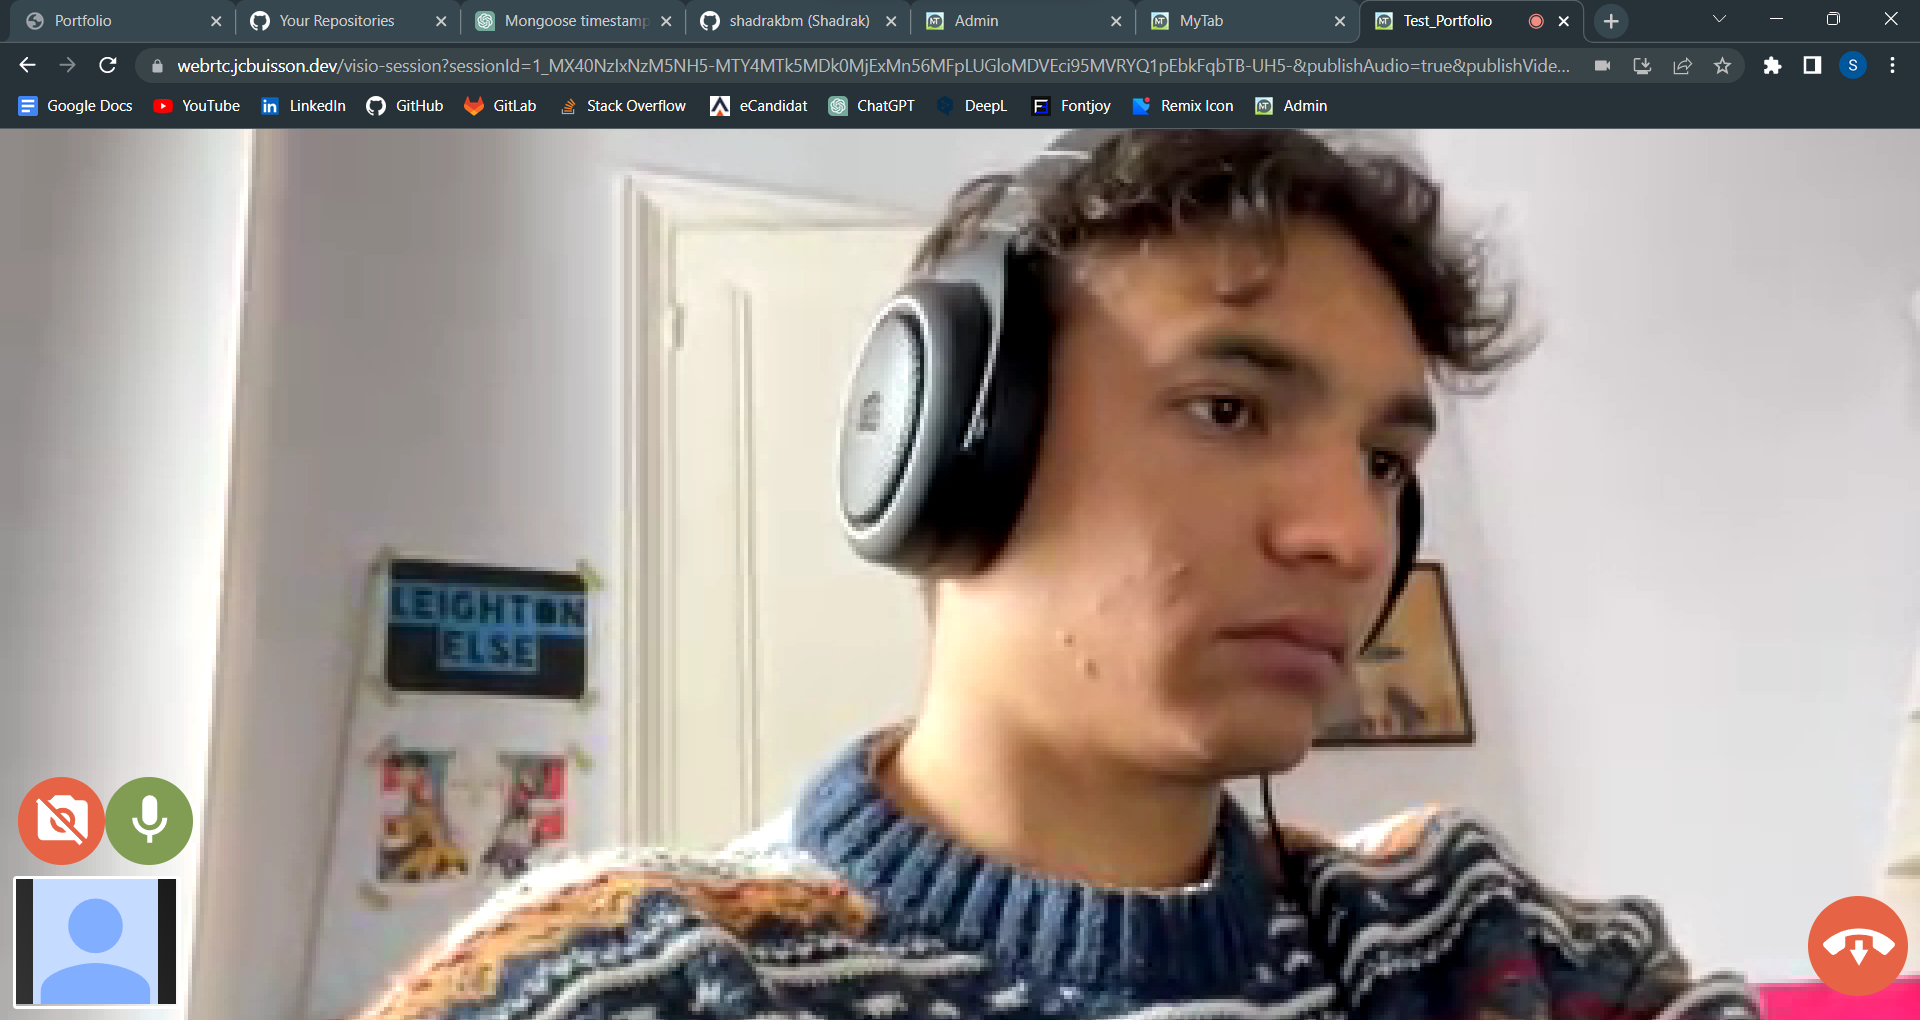 Portfolio
Your Repositories
Mongoose timestamp
shadrakbm (Shadrak)
Admin
MyTab
Test_Portfolio
webrtc.jcbuisson.dev/visio-session?sessionId=1_MX40NzIxNzM5NH5-MTY4MTk5MDk0MjExMn56MFpLUGloMDVEci95MVRYQ1pEbkFqbTB-UH5-&publishAudio=true&publishVide...
S
Google Docs
YouTube
LinkedIn
GitHub
GitLab
Stack Overflow
eCandidat
ChatGPT
DeepL
Fontjoy
Remix Icon
Admin
LEIGHTON
ELSE